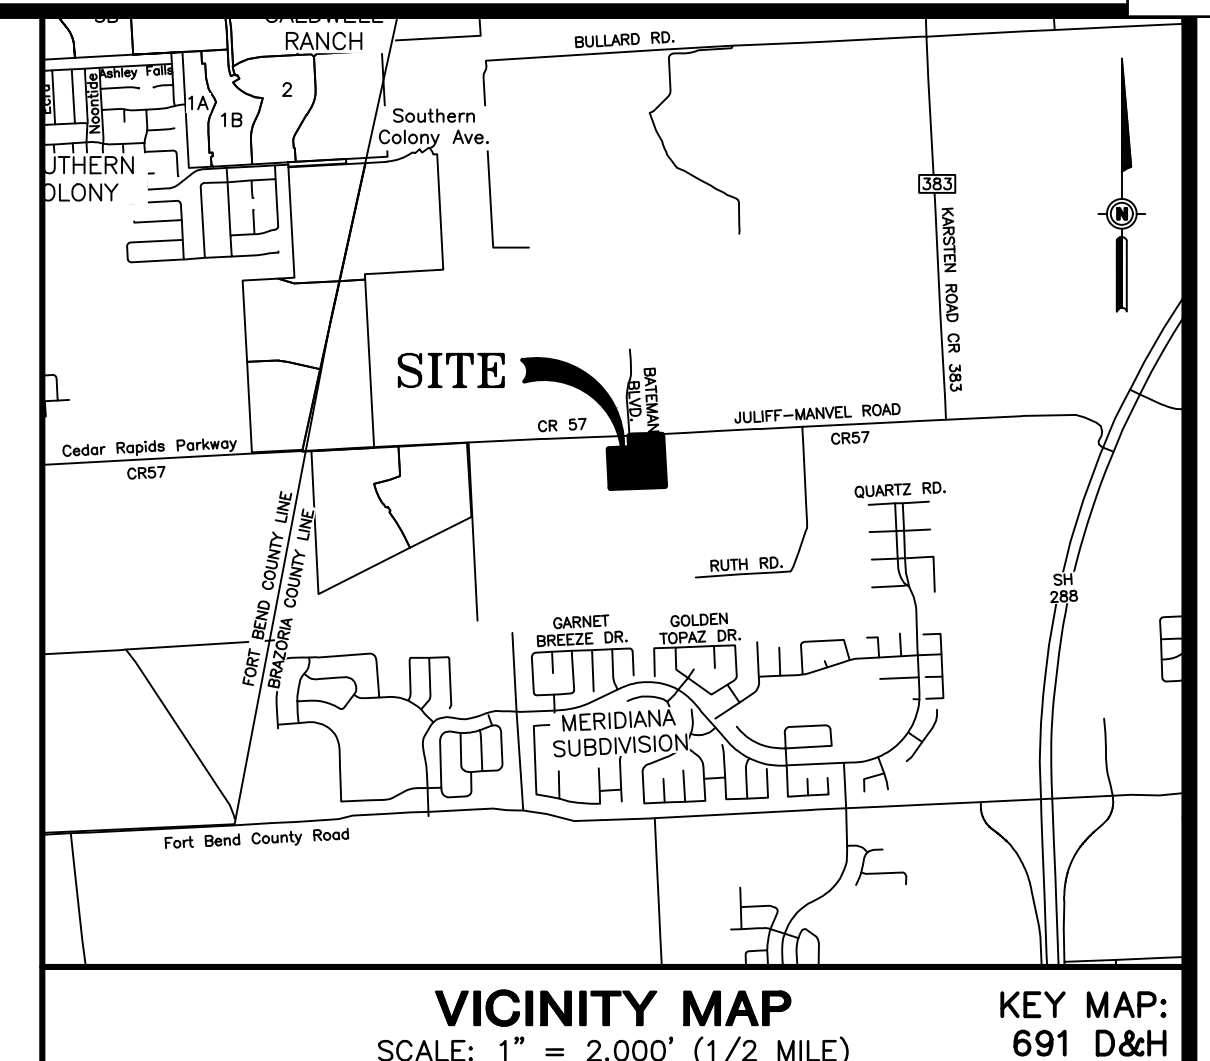 CALDWELL
RANCH
BULLARD RD.
Ashley Falls
Noontide
1A
1B
2
Southern
Colony Ave.
UTHERN
OLONY
383
KARSTEN ROAD CR 383
N
SITE
BATEMAN
BLVD.
CR 57
JULIFF-MANVEL ROAD
CR57
Cedar Rapids Parkway
CR57
QUARTZ RD.
FORT BEND COUNTY LINE
BRAZORIA COUNTY LINE
RUTH RD.
SH
288
GARNET
BREEZE DR.
GOLDEN
TOPAZ DR.
MERIDIANA
SUBDIVISION
Fort Bend County Road
VICINITY MAP
SCALE: 1" = 2,000' (1/2 MILE)
KEY MAP:
691 D&H